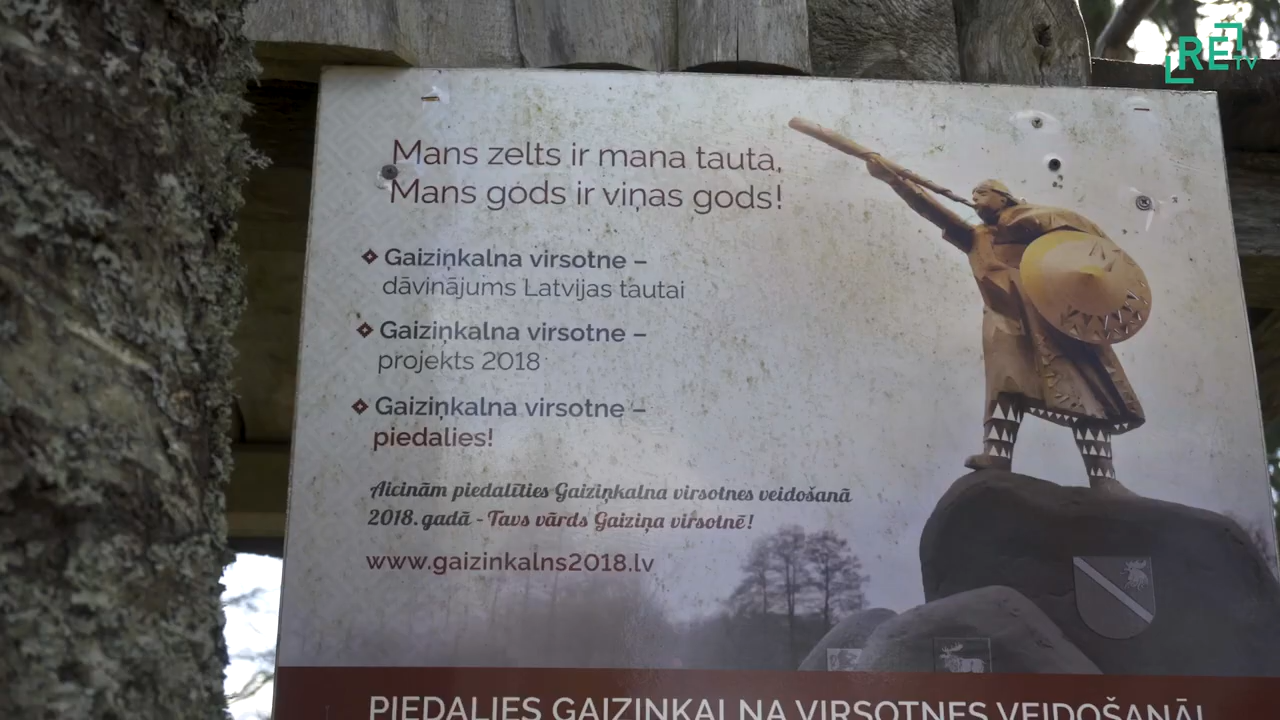 RE TV
Mans zelts ir mana tauta,
Mans gods ir viņas gods!
Gaiziņkalna virsotne –
dāvinājums Latvijas tautai
Gaiziņkalna virsotne –
projekts 2018
Gaiziņkalna virsotne –
piedalies!
Aicinām piedalīties Gaiziņkalna virsotnes veidošanā
2018. gadā - Tavs vārds Gaiziņa virsotnē!
www.gaizinkalns2018.lv
PIEDALIES GAIZIŅKALNA VIRSOTNES VEIDOŠANĀ!